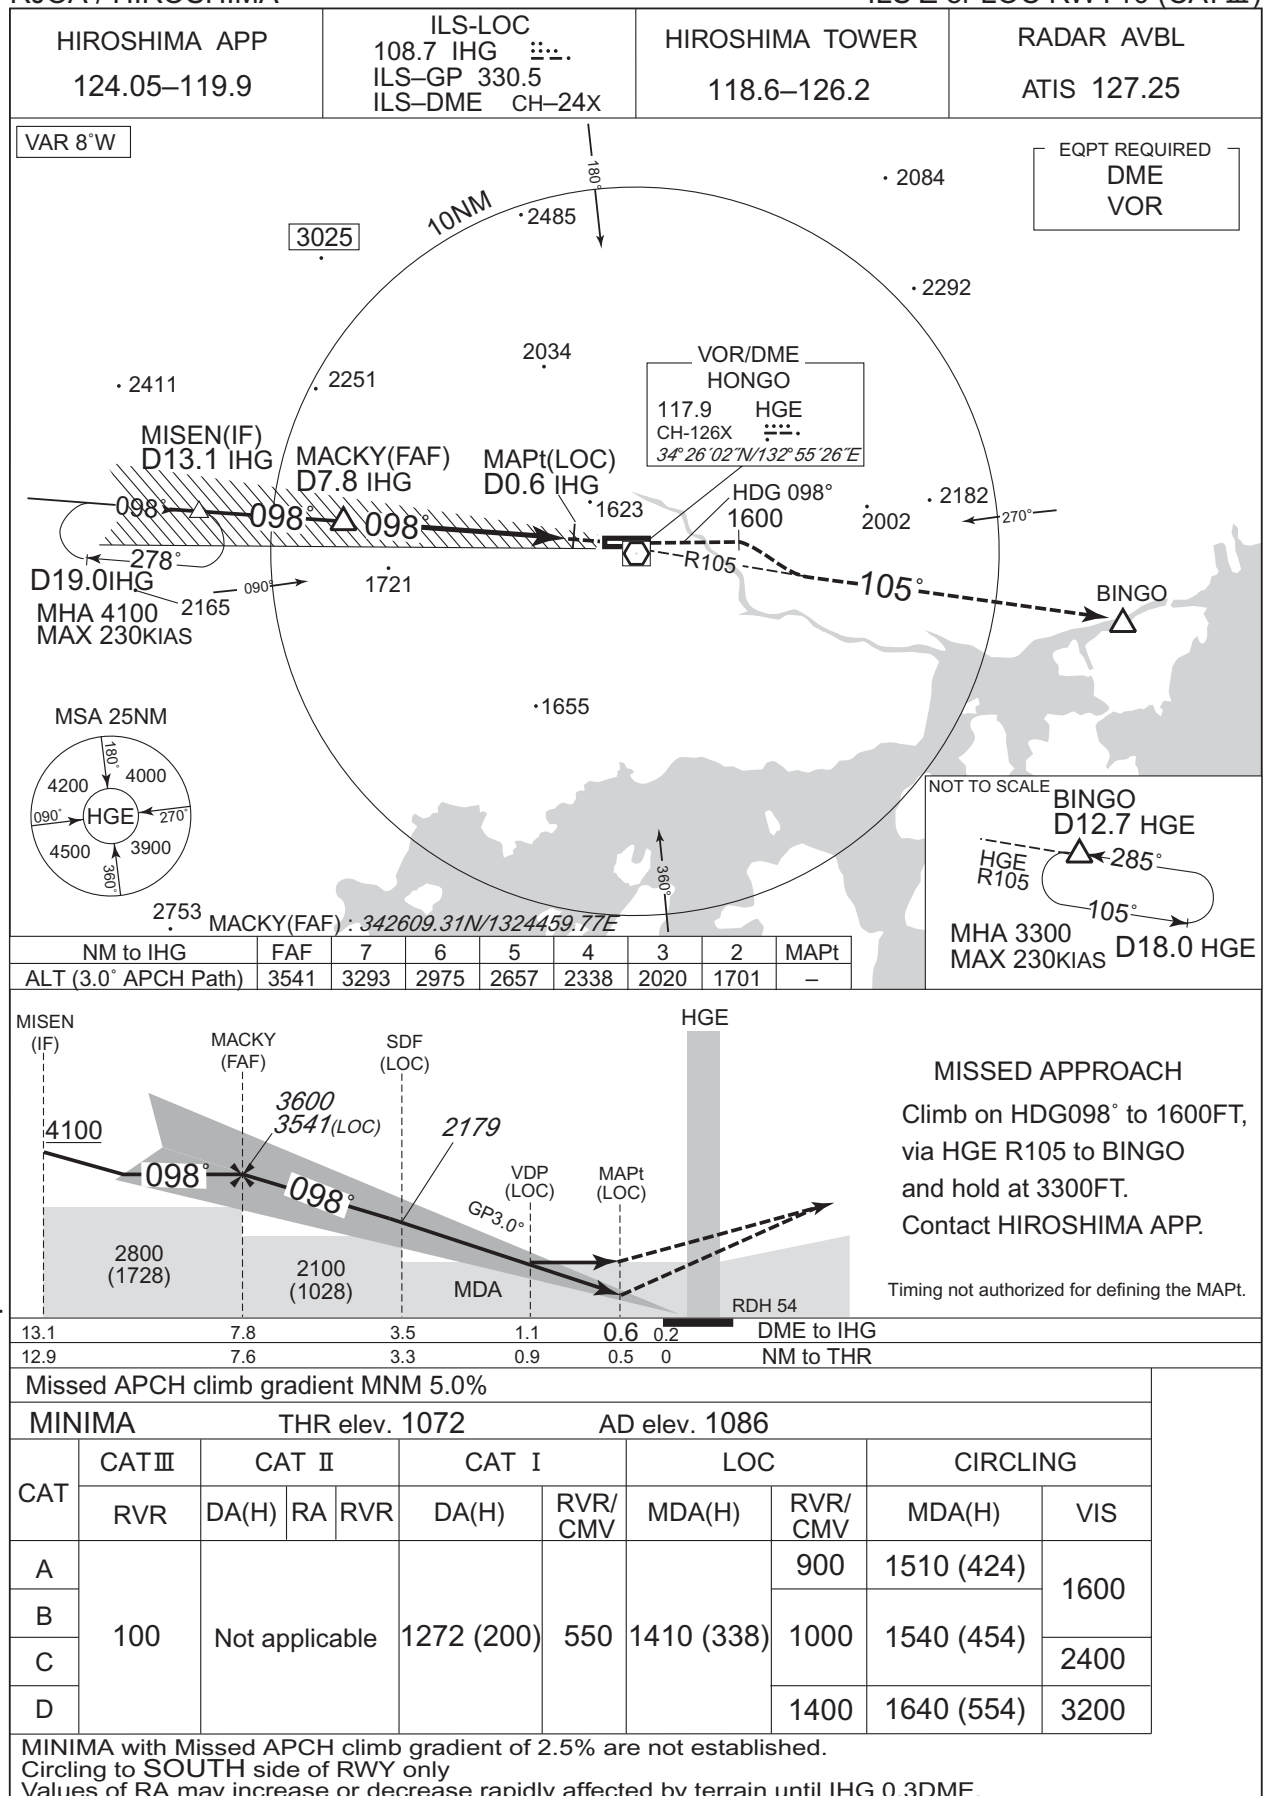 HIROSHIMA APP
124.05–119.9
ILS-LOC
108.7 IHG
ILS–GP 330.5
ILS–DME CH–24X
HIROSHIMA TOWER
118.6–126.2
RADAR AVBL
ATIS 127.25
VAR 8°W
EQPT REQUIRED
DME
VOR
180°
2084
10NM
2485
3025
2292
2034
VOR/DME
HONGO
117.9 HGE
CH-126X
34°26´02˝N/132°55´26˝E
2411
2251
MISEN(IF)
D13.1 IHG
MACKY(FAF)
D7.8 IHG
MAPt(LOC)
D0.6 IHG
1623
HDG 098°
1600
2182
2002
270°
098°
098°
098°
278°
D19.0IHG
MHA 4100
MAX 230KIAS
2165
090°
1721
R105
105°
BINGO
1655
MSA 25NM
180°
4200
4000
090°
HGE
270°
4500
3900
360°
360°
NOT TO SCALE
BINGO
D12.7 HGE
HGE
R105
285°
105°
MHA 3300
MAX 230KIAS
D18.0 HGE
2753
MACKY(FAF) : 342609.31N/1324459.77E
NM to IHG FAF 7 6 5 4 3 2 MAPt
ALT (3.0° APCH Path) 3541 3293 2975 2657 2338 2020 1701 –
MISEN
(IF)
MACKY
(FAF)
SDF
(LOC)
HGE
4100
3600
3541(LOC)
2179
098°
098°
GP3.0°
VDP
(LOC)
MAPt
(LOC)
2800
(1728)
2100
(1028)
MDA
RDH 54
MISSED APPROACH
Climb on HDG098° to 1600FT,
via HGE R105 to BINGO
and hold at 3300FT.
Contact HIROSHIMA APP.
Timing not authorized for defining the MAPt.
13.1 7.8 3.5 1.1 0.6 0.2 DME to IHG
12.9 7.6 3.3 0.9 0.5 0 NM to THR
Missed APCH climb gradient MNM 5.0%
MINIMA THR elev. 1072 AD elev. 1086
CAT CATⅢ CAT Ⅱ CAT Ⅰ LOC CIRCLING
RVR DA(H) RA RVR DA(H) RVR/CMV MDA(H) RVR/CMV MDA(H) VIS
A 900 1510 (424) 1600
B 100 Not applicable 1272 (200) 550 1410 (338) 1000 1540 (454)
C 2400
D 1400 1640 (554) 3200
MINIMA with Missed APCH climb gradient of 2.5% are not established.
Circling to SOUTH side of RWY only
Values of RA may increase or decrease rapidly affected by terrain until IHG 0.3DME.